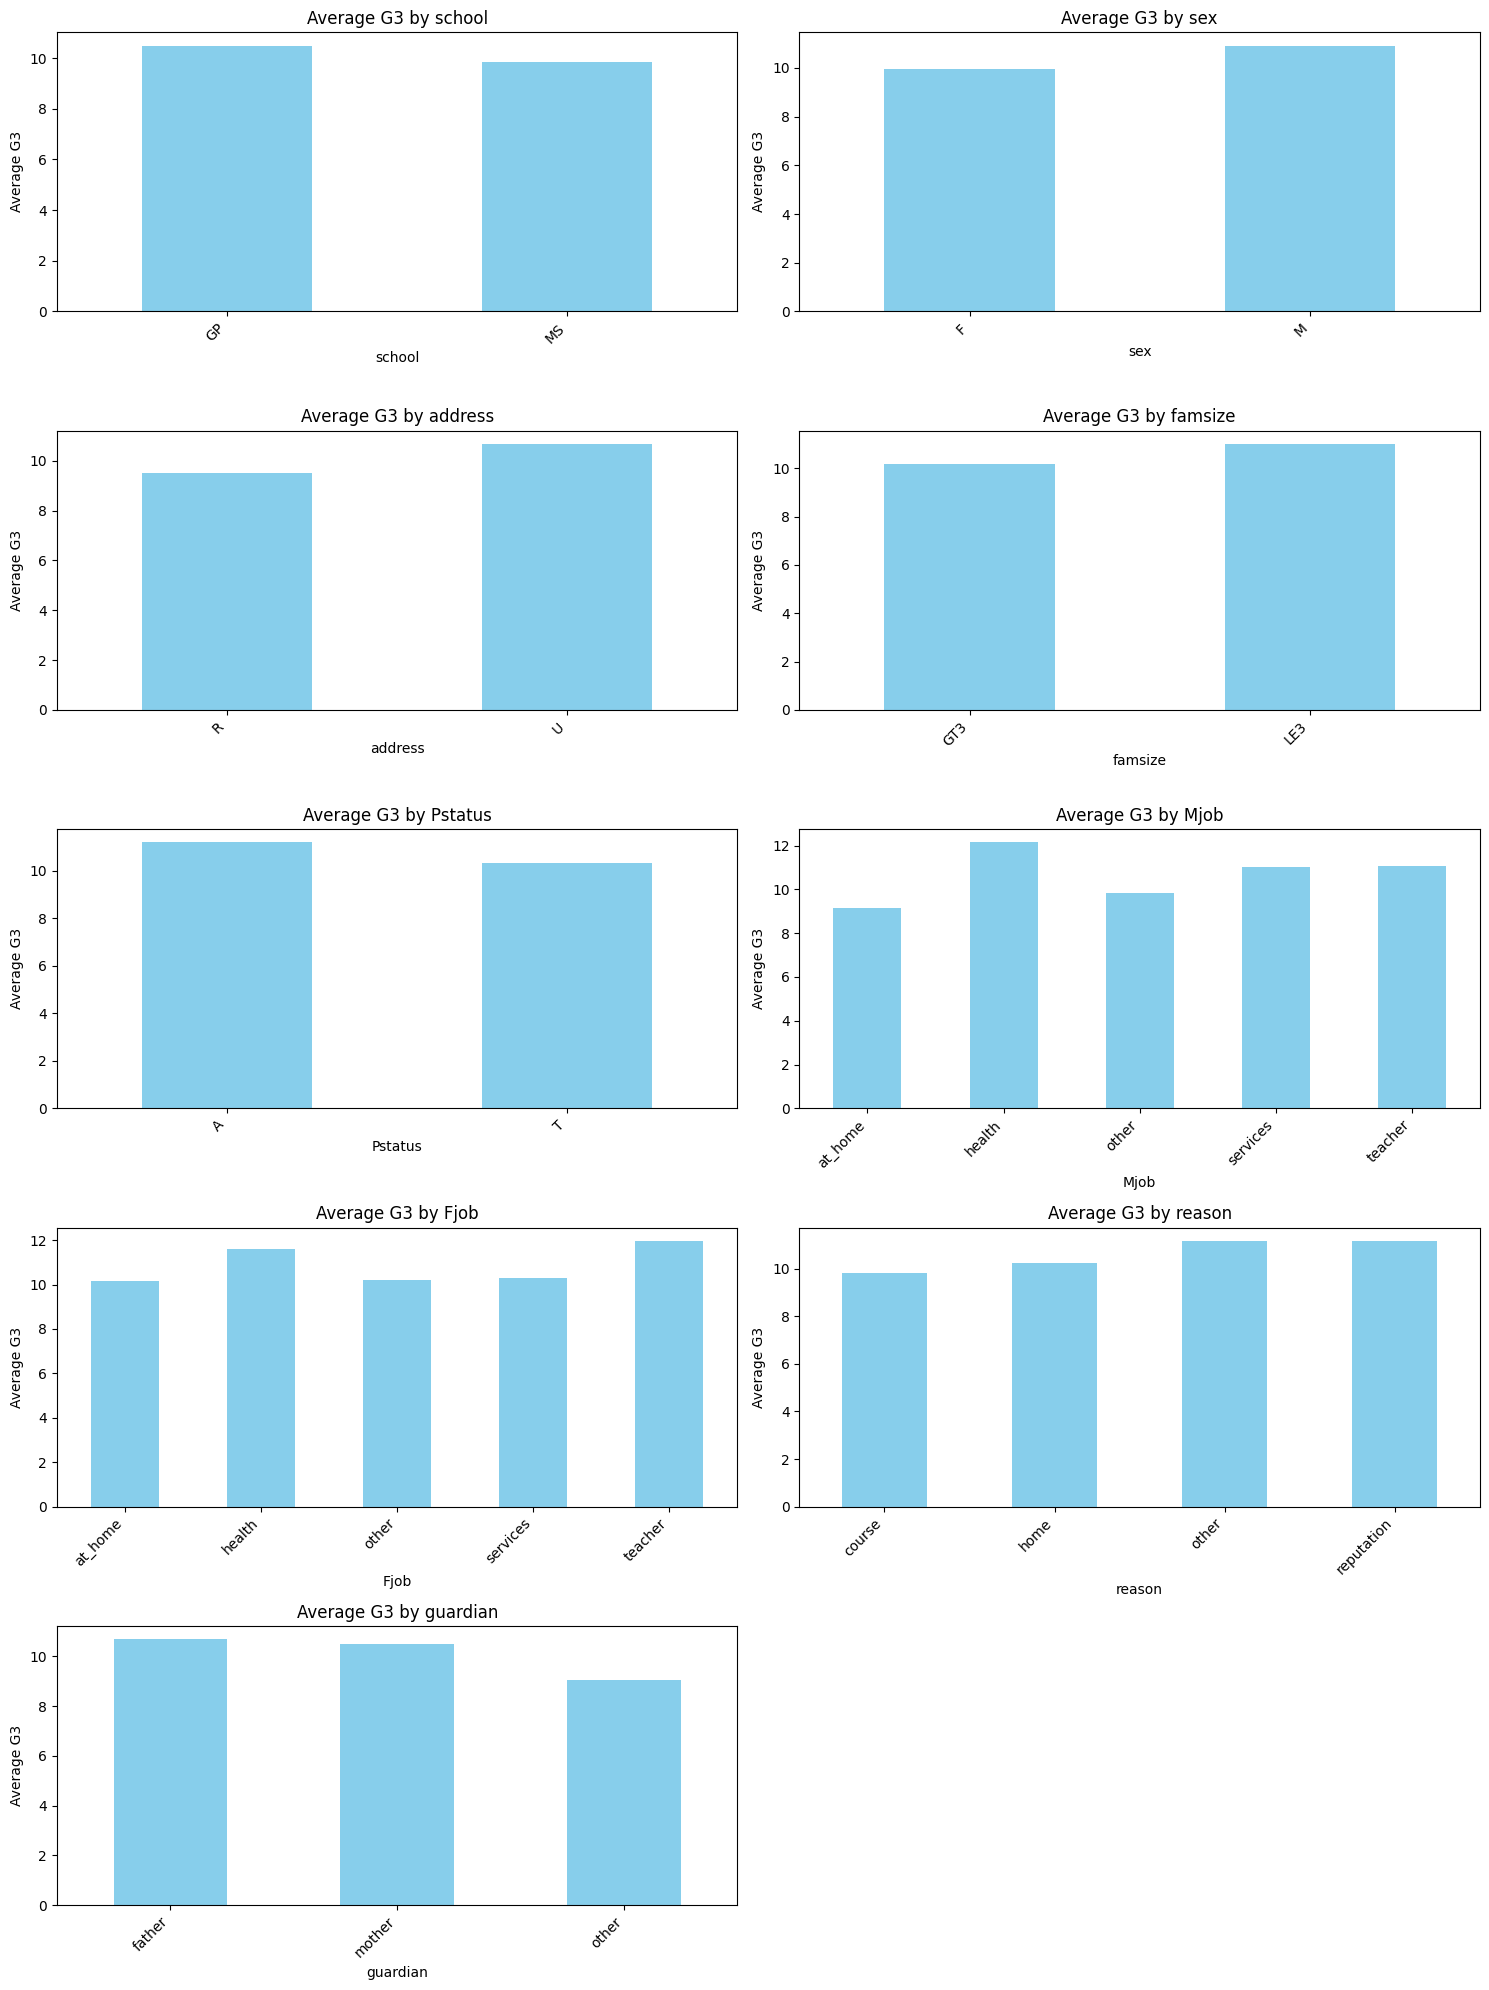 Average G3 by school
Average G3
10
8
6
4
2
0
GP
MS
school
Average G3 by sex
Average G3
10
8
6
4
2
0
F
M
sex
Average G3 by address
Average G3
10
8
6
4
2
0
R
U
address
Average G3 by famsize
Average G3
10
8
6
4
2
0
GT3
LE3
famsize
Average G3 by Pstatus
Average G3
10
8
6
4
2
0
A
T
Pstatus
Average G3 by Mjob
Average G3
12
10
8
6
4
2
0
at_home
health
other
services
teacher
Mjob
Average G3 by Fjob
Average G3
12
10
8
6
4
2
0
at_home
health
other
services
teacher
Fjob
Average G3 by reason
Average G3
10
8
6
4
2
0
course
home
other
reputation
reason
Average G3 by guardian
Average G3
10
8
6
4
2
0
father
mother
other
guardian